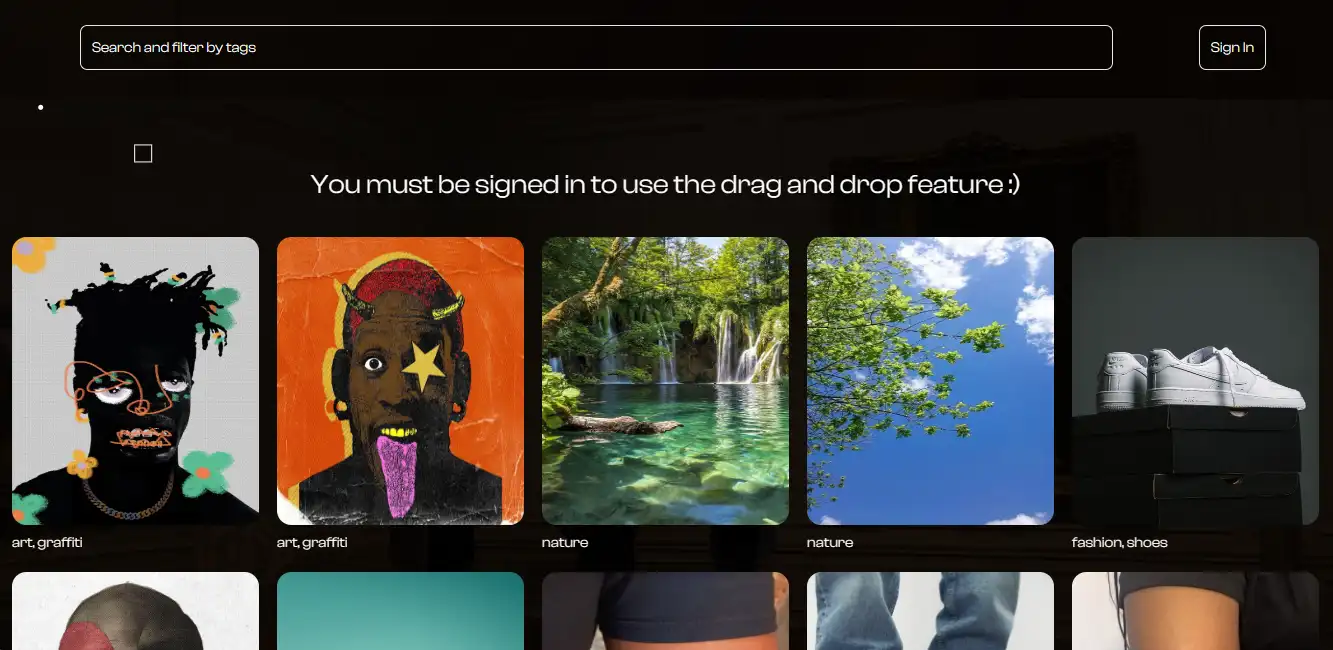 Search and filter by tags
Sign In
You must be signed in to use the drag and drop feature :)
art, graffiti
art, graffiti
nature
nature
fashion, shoes